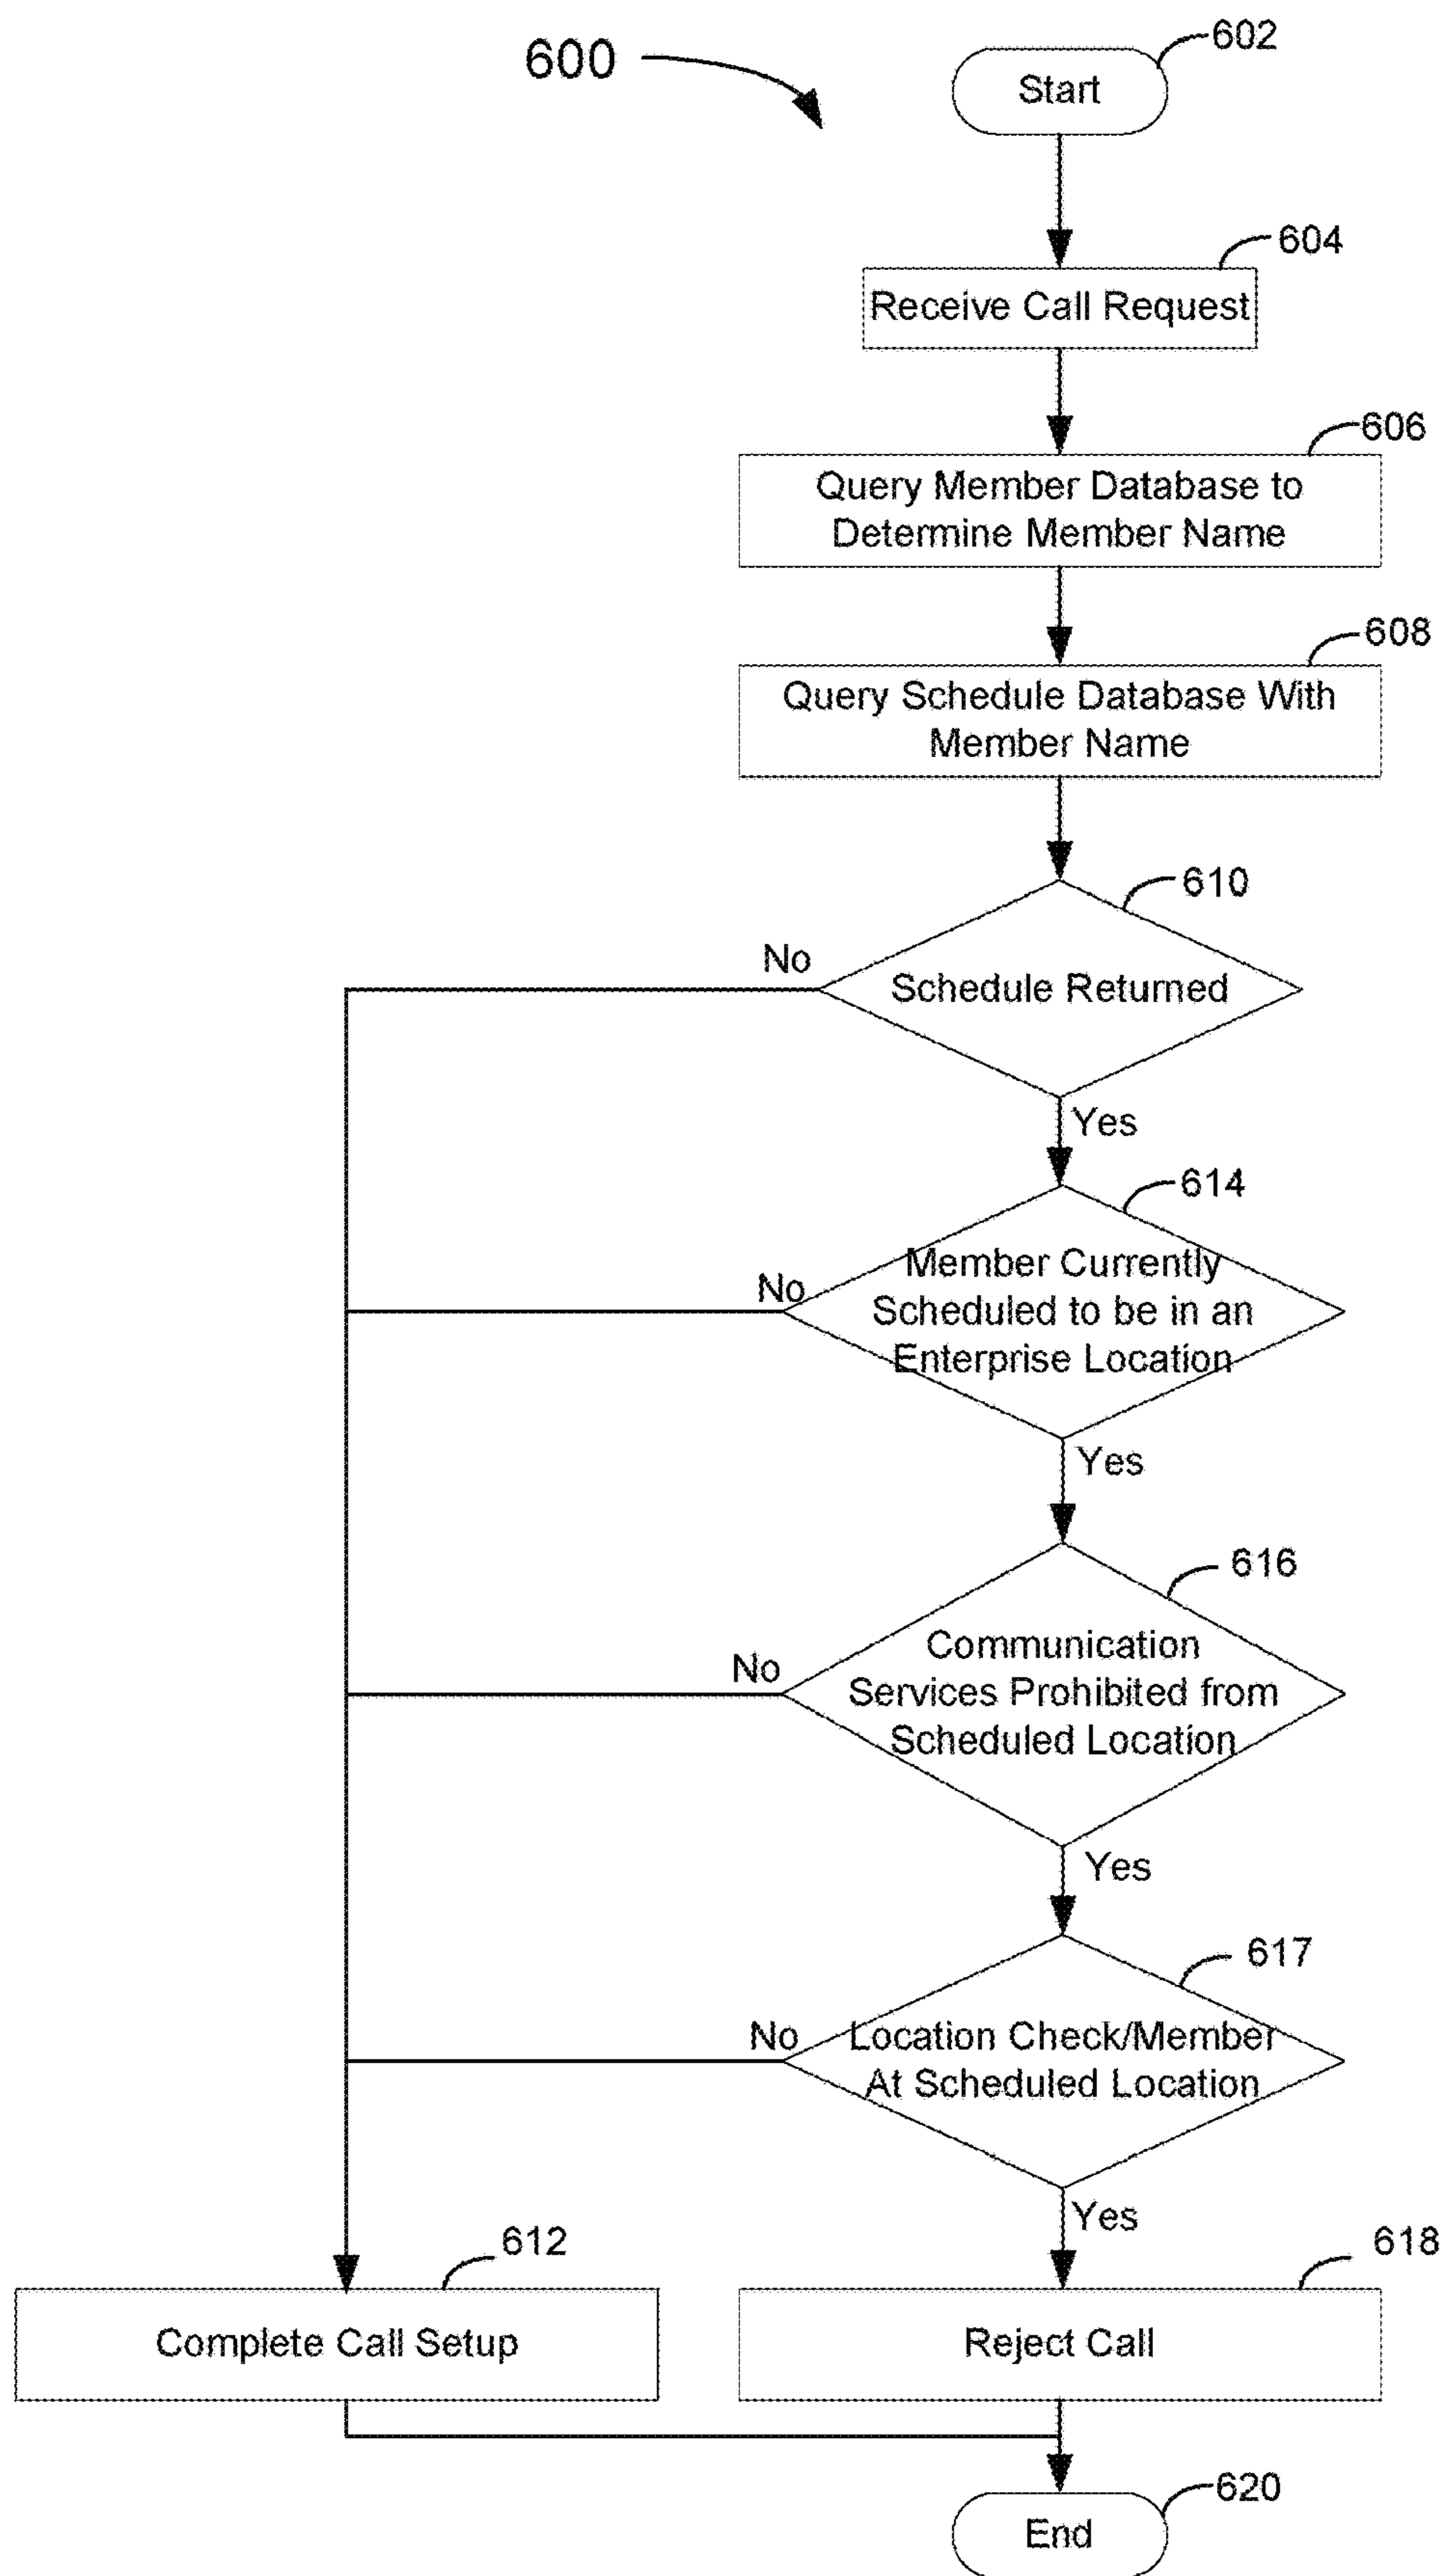 600
602
Start
604
Receive Call Request
606
Query Member Database to
Determine Member Name
608
Query Schedule Database With
Member Name
610
No
Schedule Returned
Yes
614
No
Member Currently
Scheduled to be in an
Enterprise Location
Yes
616
No
Communication
Services Prohibited from
Scheduled Location
Yes
617
No
Location Check/Member
At Scheduled Location
Yes
612
618
Complete Call Setup
Reject Call
620
End